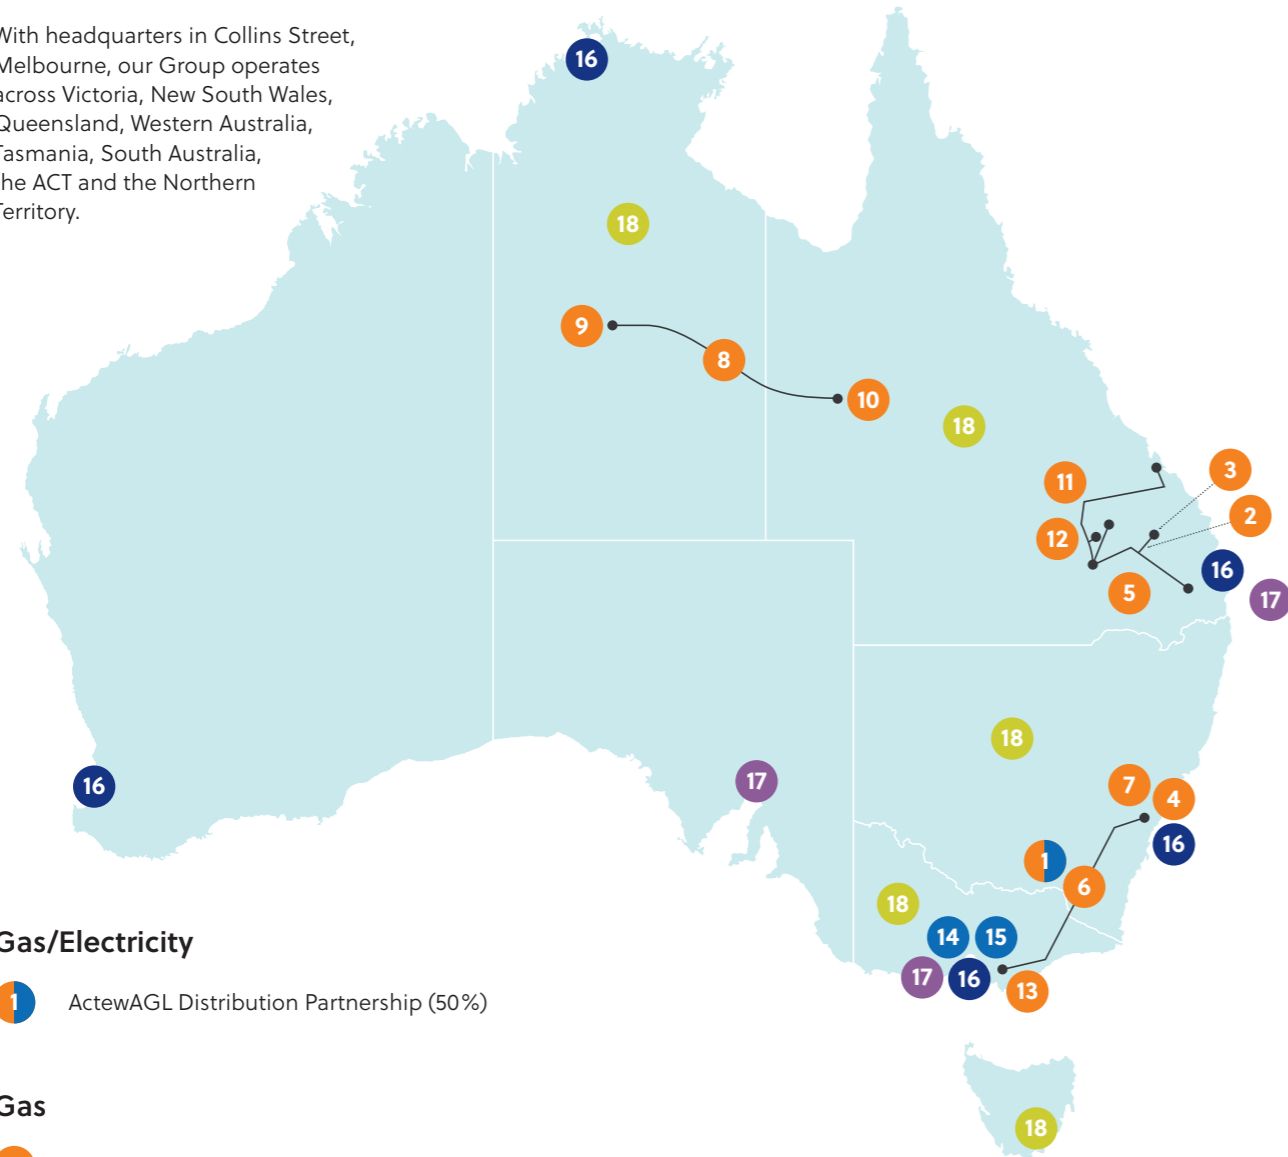 With headquarters in Collins Street,
Melbourne, our Group operates
across Victoria, New South Wales,
Queensland, Western Australia,
Tasmania, South Australia,
the ACT and the Northern
Territory.
16
18
9
8
10
18
11
3
2
12
16
5
17
18
17
16
7
4
16
1
6
18
14
15
17
16
13
18
Gas/Electricity
1 ActewAGL Distribution Partnership (50%)
Gas